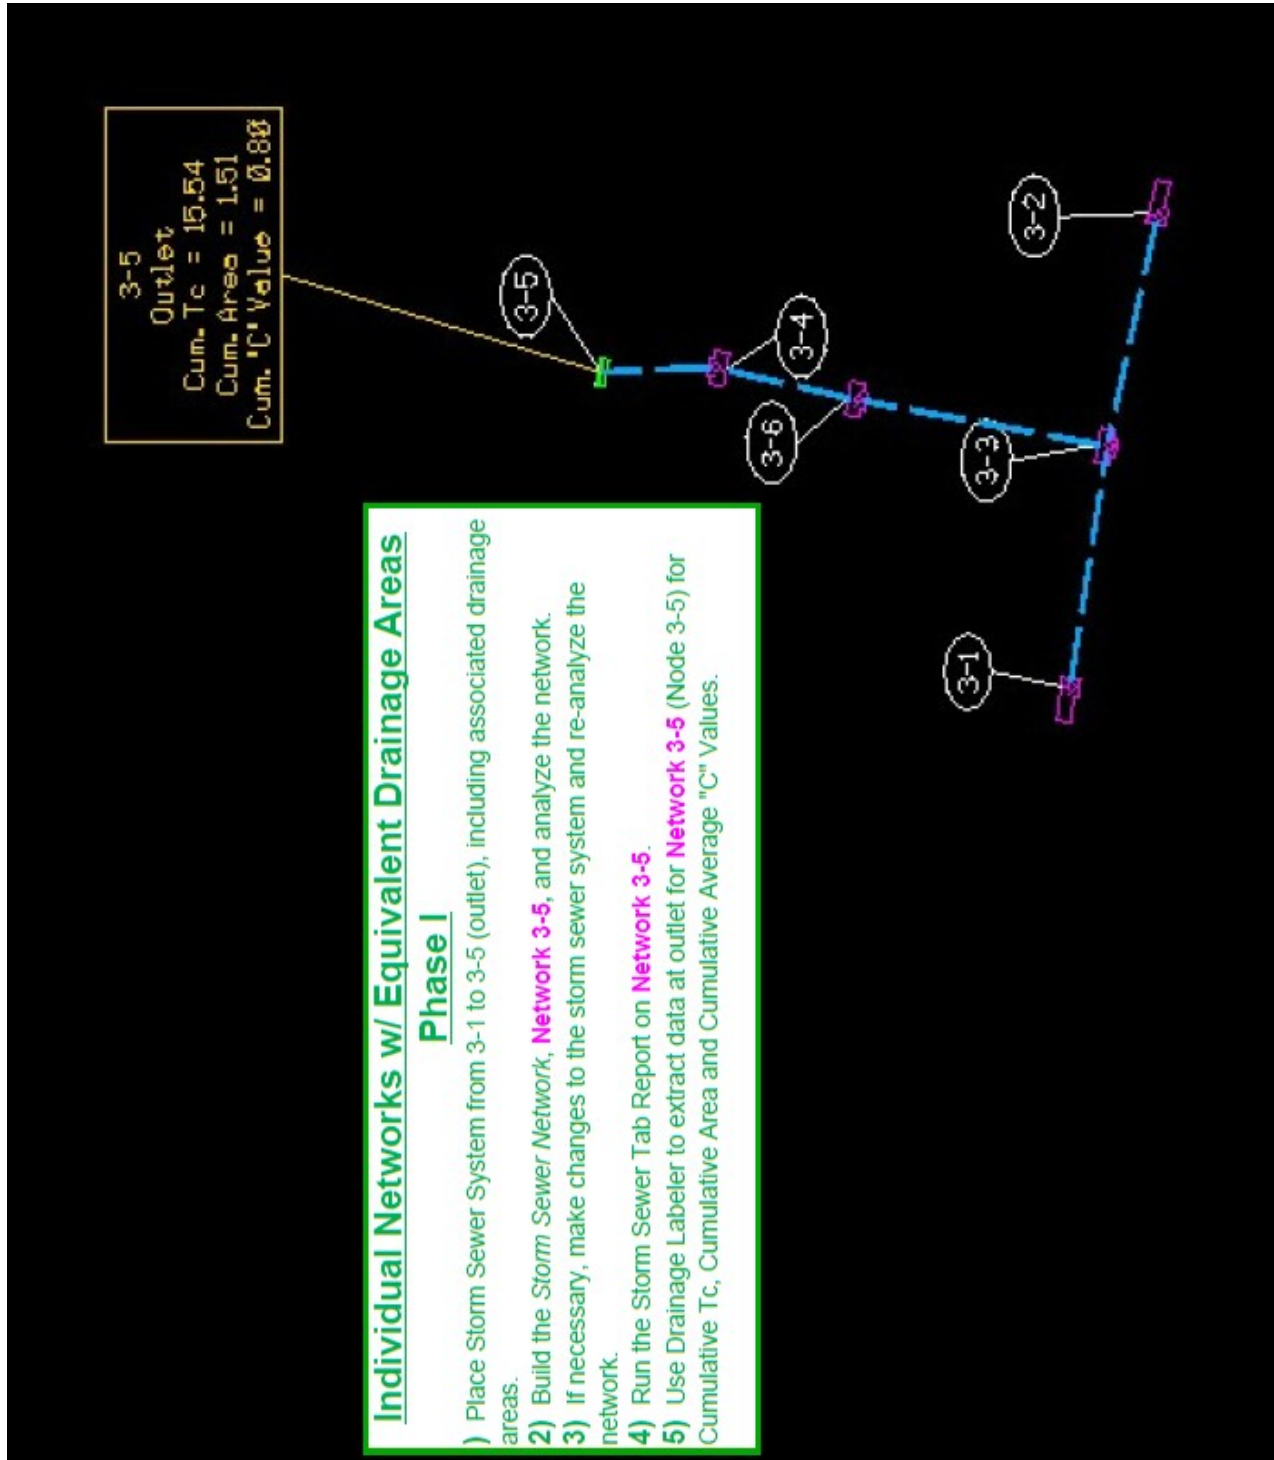 Individual Networks w/ Equivalent Drainage Areas
Phase I
) Place Storm Sewer System from 3-1 to 3-5 (outlet), including associated drainage
areas.
2) Build the Storm Sewer Network, Network 3-5, and analyze the network.
3) If necessary, make changes to the storm sewer system and re-analyze the
network.
4) Run the Storm Sewer Tab Report on Network 3-5.
5) Use Drainage Labeler to extract data at outlet for Network 3-5 (Node 3-5) for
Cumulative Tc, Cumulative Area and Cumulative Average "C" Values.
3-5
Outlet
Cum. Tc = 15.54
Cum. Area = 1.51
Cum. "C" Value = 0.80
3-5
3-4
3-6
3-3
3-2
3-1